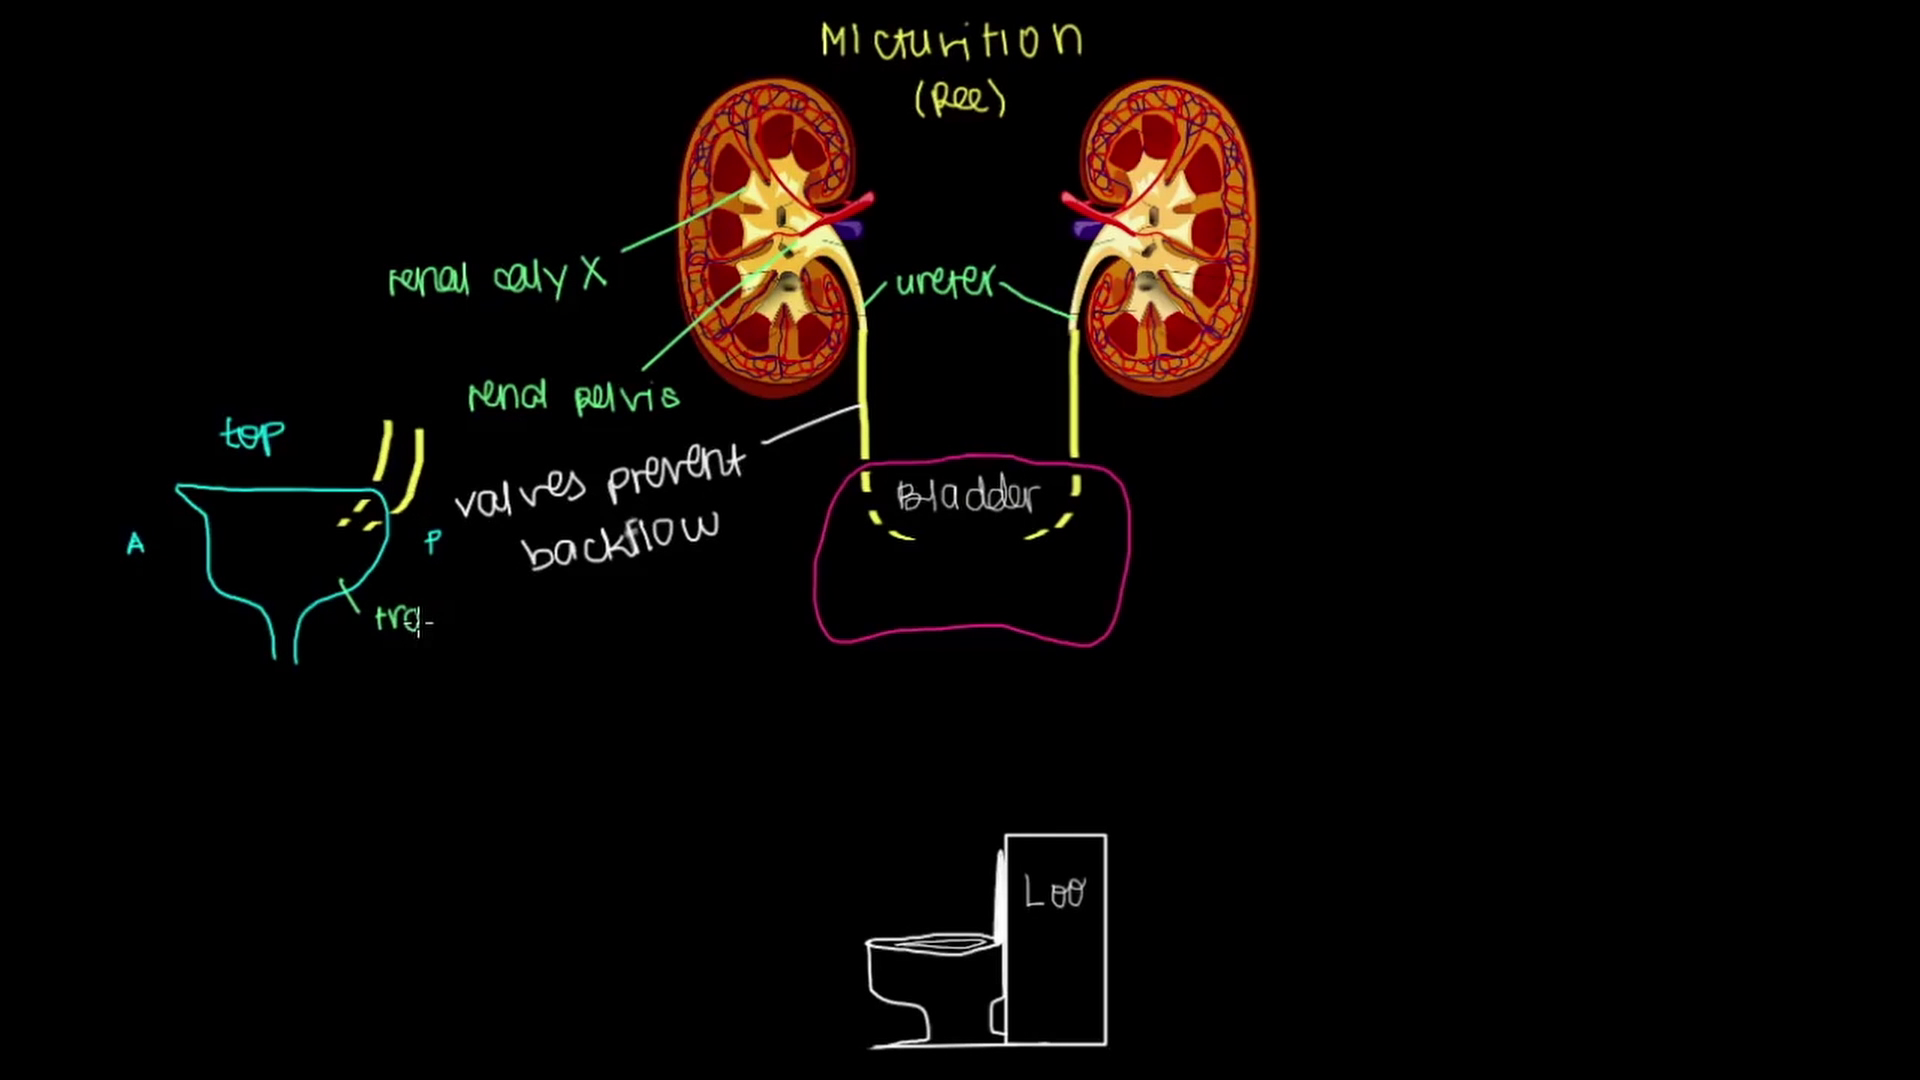 Micturition
(Pee)
renal calyx
ureter
renal pelvis
top
valves prevent
backflow
Bladder
A
P
Loo